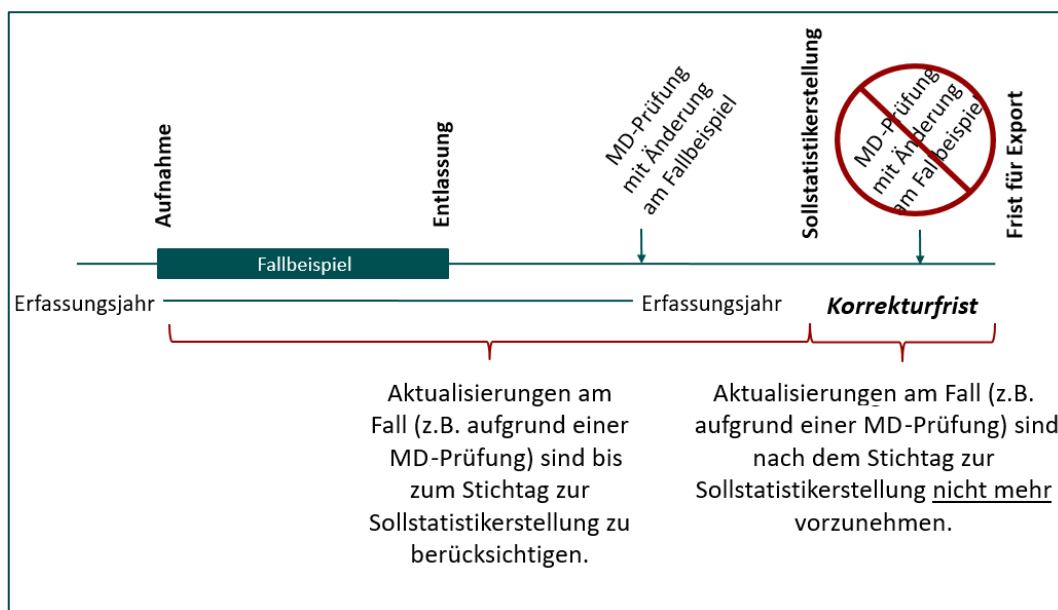 Aufnahme
Entlassung
MD-Prüfung
mit Änderung
am Fallbeispiel
Sollstatistikerstellung
MD-Prüfung
mit Änderung
am Fallbeispiel
Frist für Export
Fallbeispiel
Erfassungsjahr
Erfassungsjahr
Korrekturfrist
Aktualisierungen am
Fall (z.B. aufgrund einer
MD-Prüfung) sind bis
zum Stichtag zur
Sollstatistikerstellung zu
berücksichtigen.
Aktualisierungen am Fall (z.B.
aufgrund einer MD-Prüfung) sind
nach dem Stichtag zur
Sollstatistikerstellung nicht mehr
vorzunehmen.